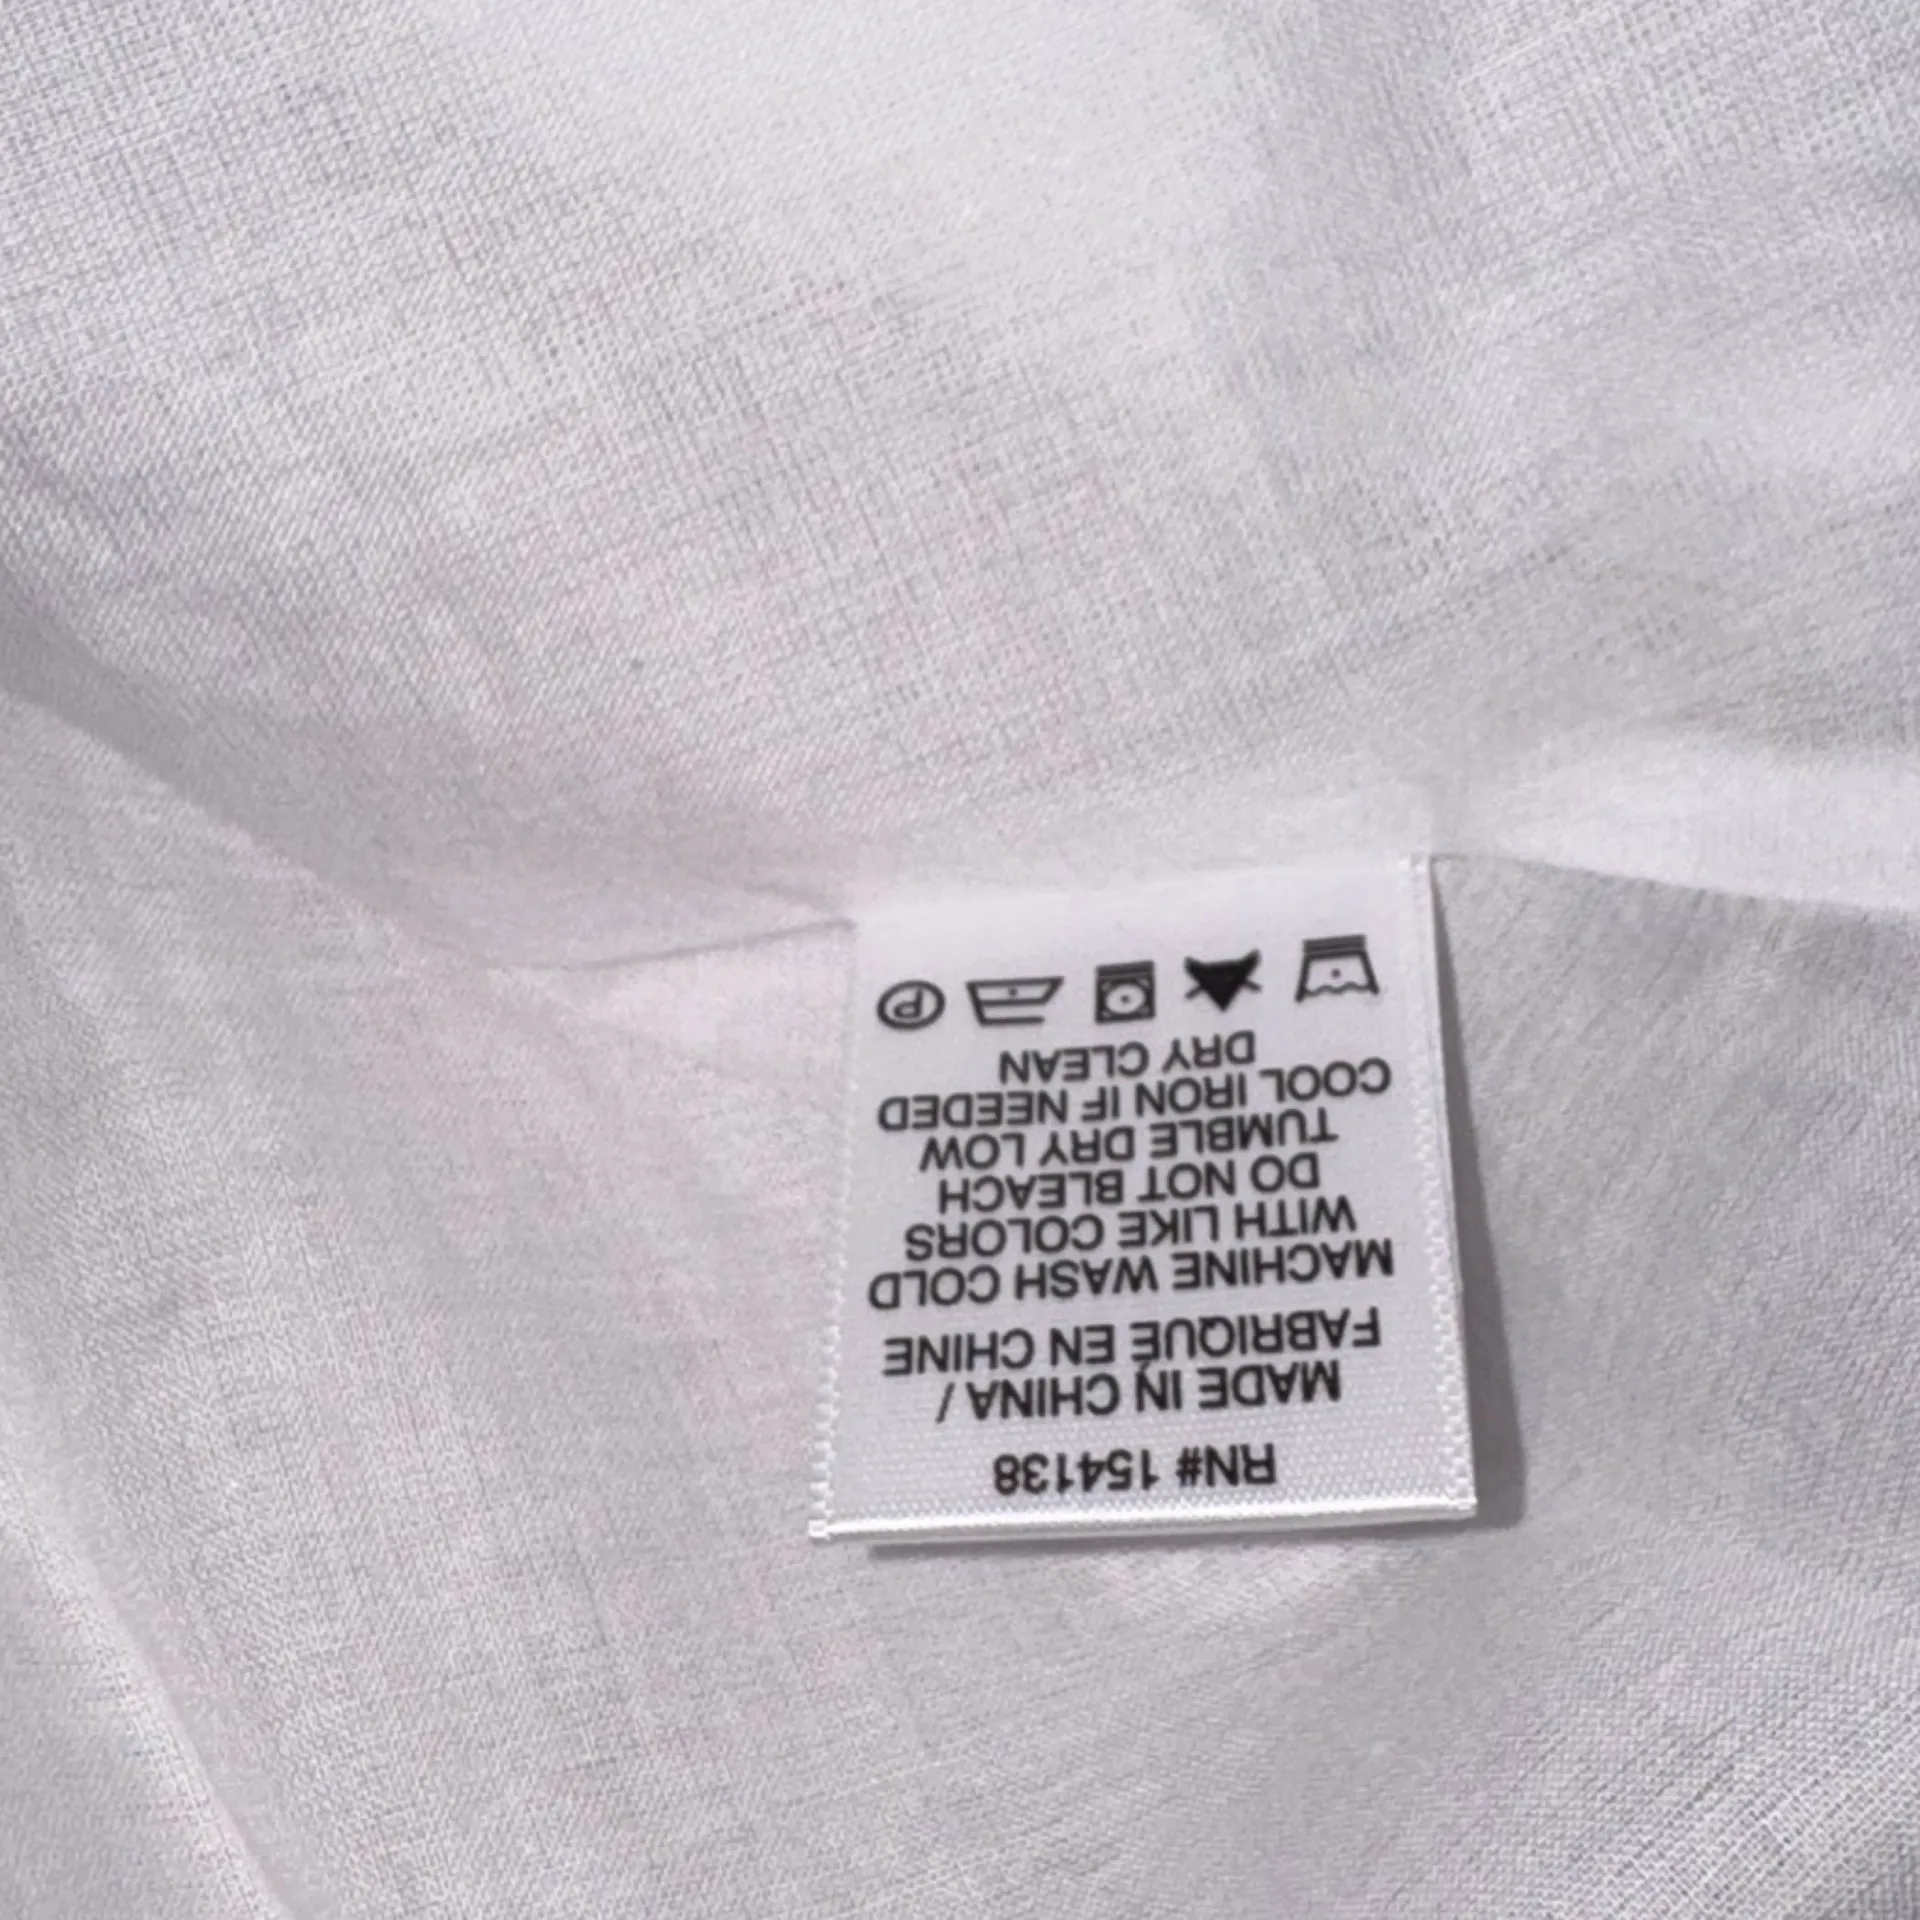 RN# 154138
MADE IN CHINA /
FABRIQUÉ EN CHINE
MACHINE WASH COLD
WITH LIKE COLORS
DO NOT BLEACH
TUMBLE DRY LOW
COOL IRON IF NEEDED
DRY CLEAN
P